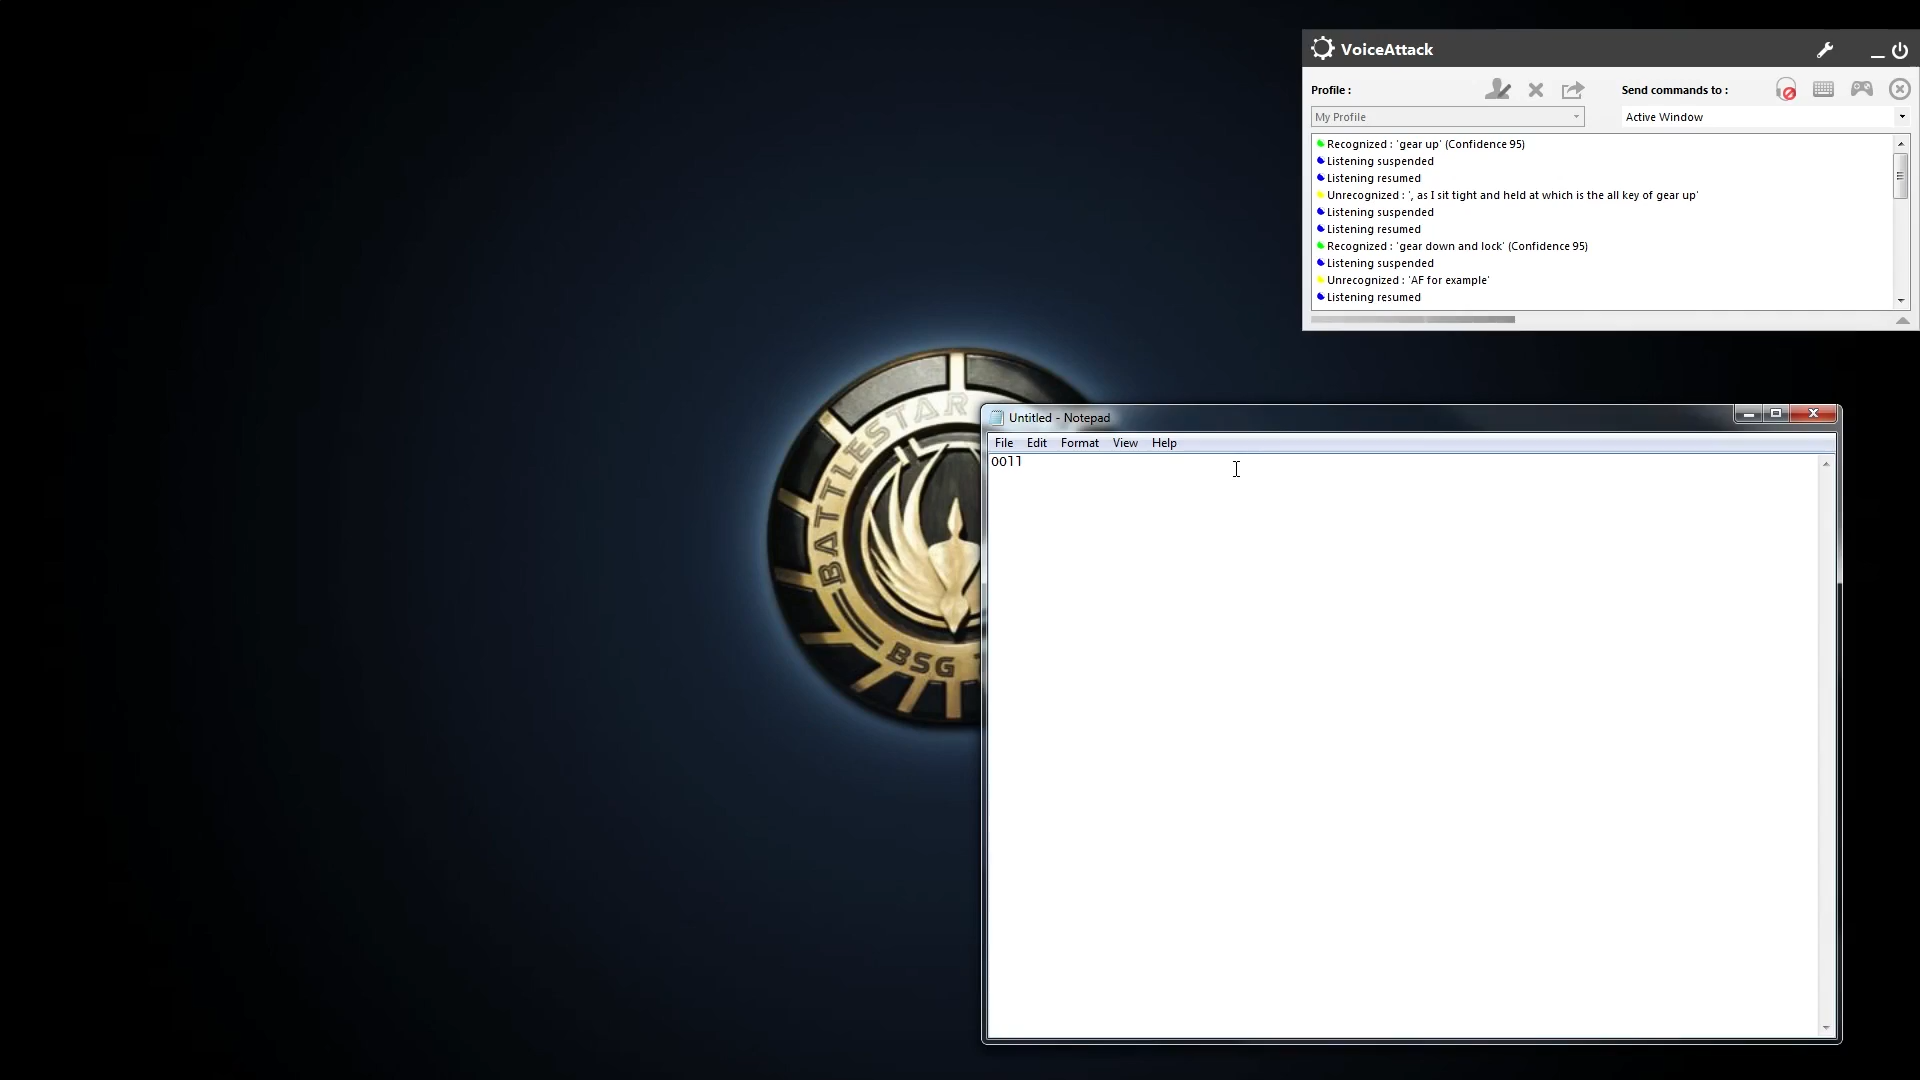 VoiceAttack
Profile :
Send commands to :
My Profile
Active Window
Recognized : 'gear up' (Confidence 95)
Listening suspended
Listening resumed
Unrecognized : ', as I sit tight and held at which is the all key of gear up'
Listening suspended
Listening resumed
Recognized : 'gear down and lock' (Confidence 95)
Listening suspended
Unrecognized : 'AF for example'
Listening resumed
BATTLESTAR
BSG
Untitled - Notepad
File Edit Format View Help
0011